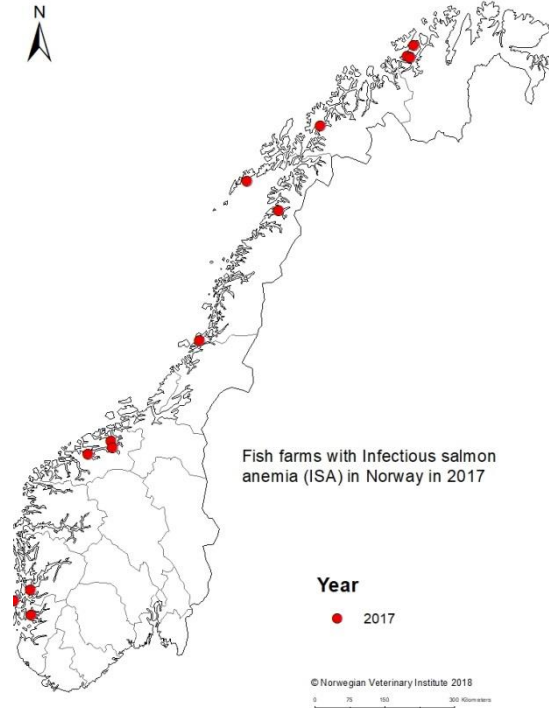 N
Fish farms with Infectious salmon
anemia (ISA) in Norway in 2017
Year
2017
© Norwegian Veterinary Institute 2018
0 75 150 300 Kilometers